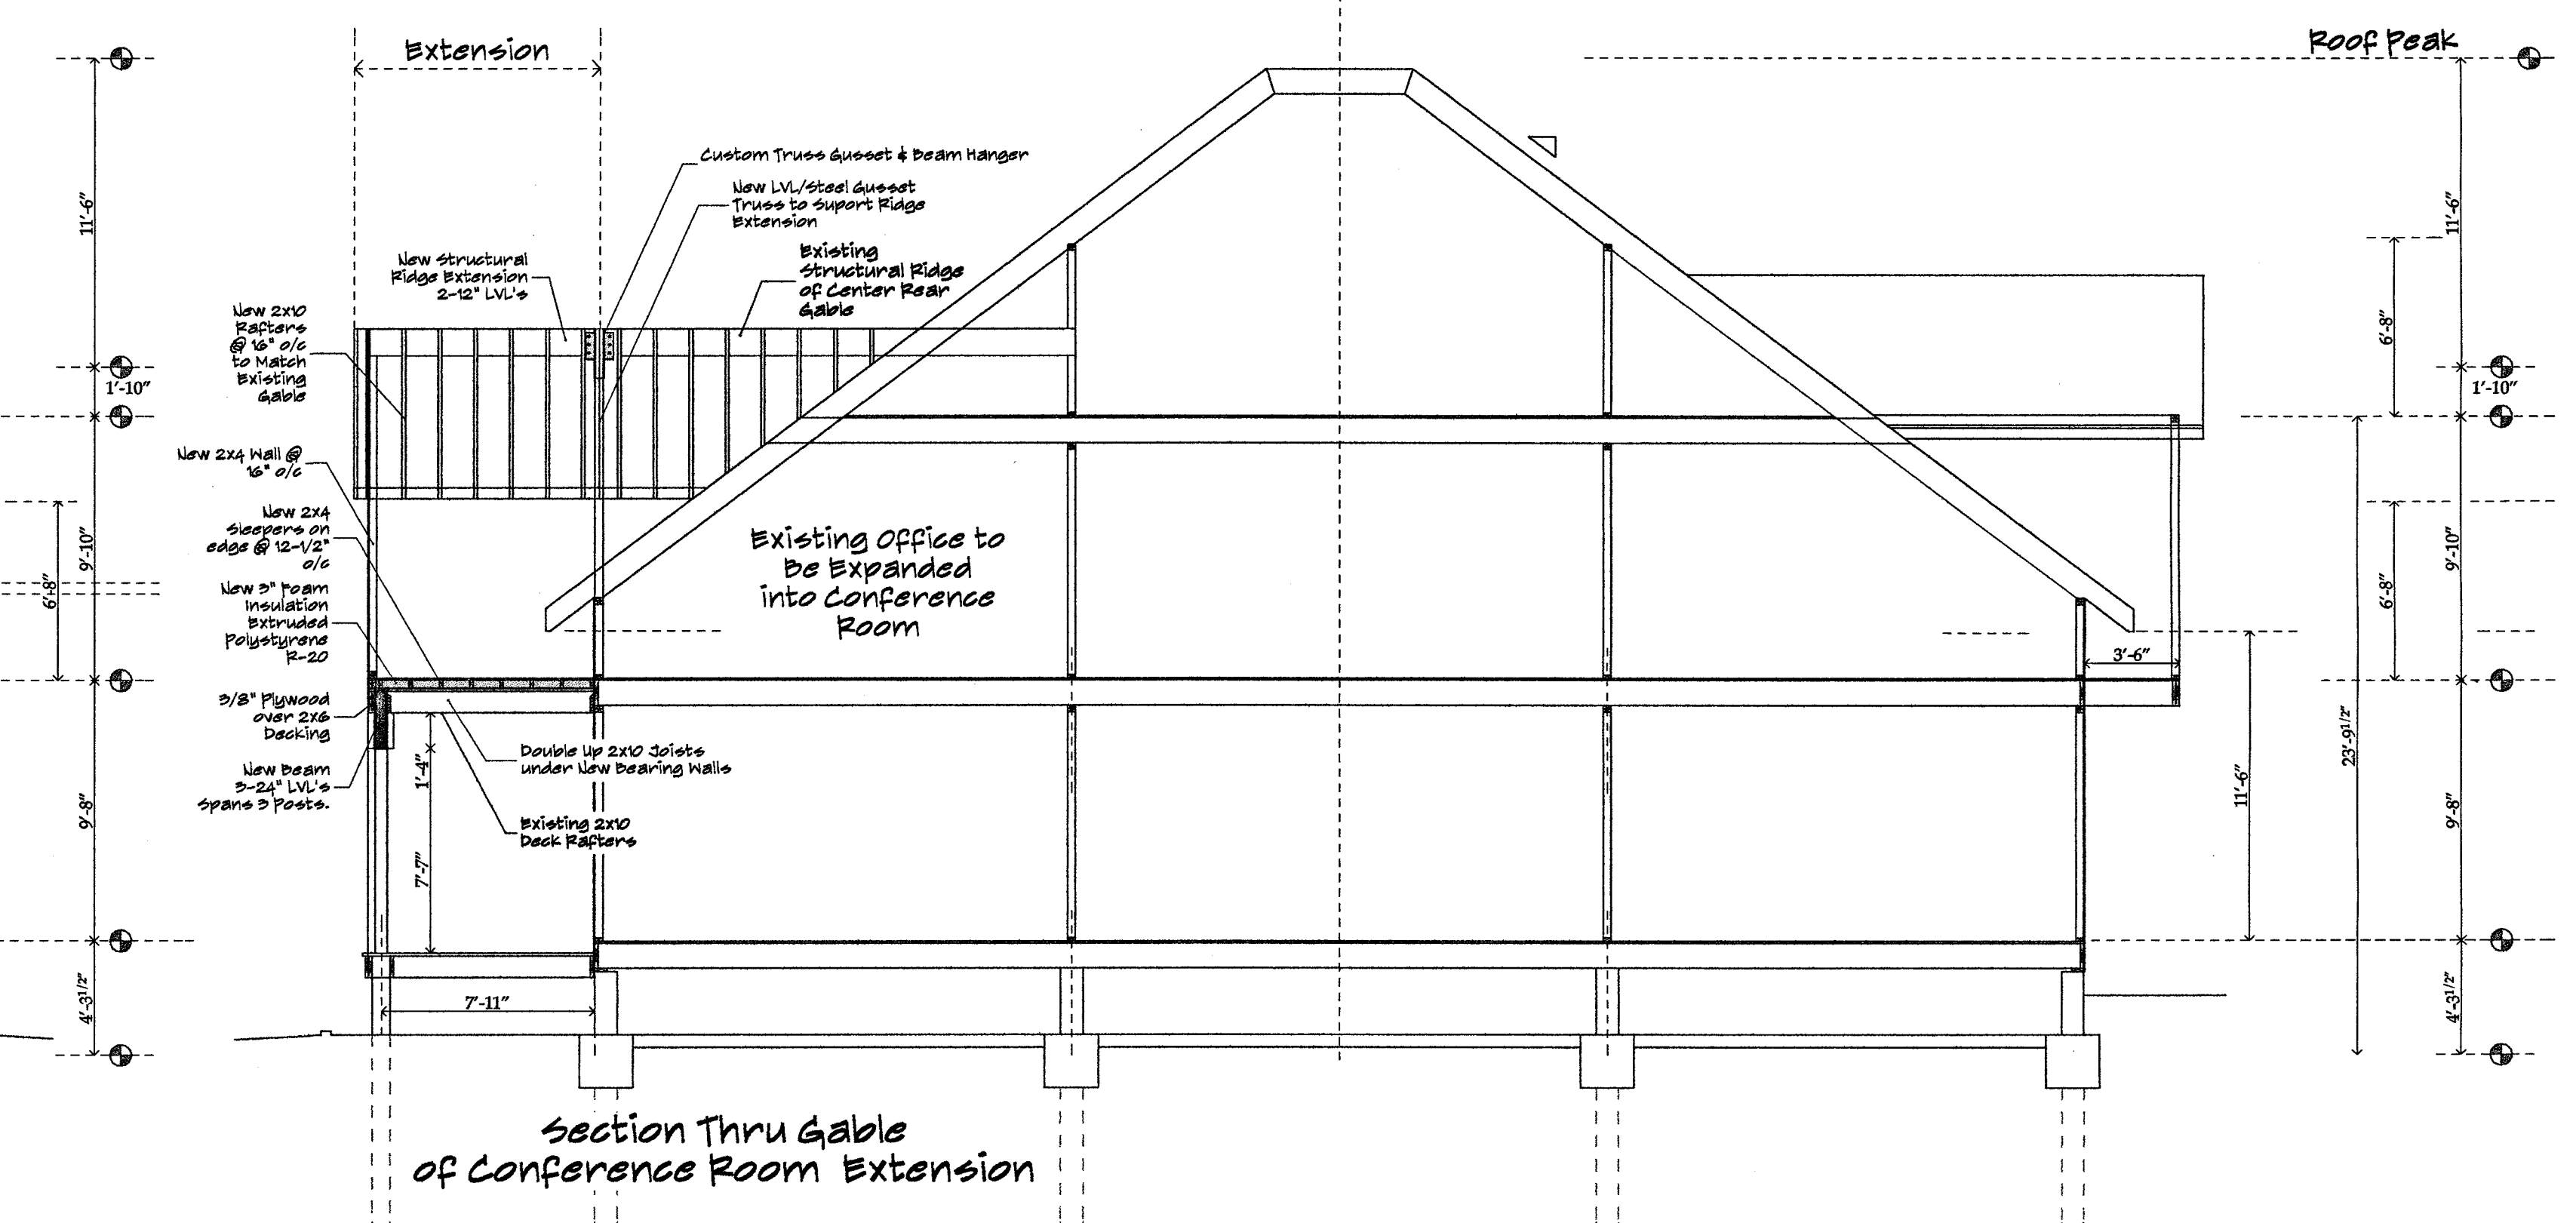 Extension
Roof Peak
Custom Truss Gusset & Beam Hanger
New LVL/Steel Gusset
Truss to Suport Ridge
Extension
Existing
Structural Ridge
of Center Rear
Gable
New Structural
Ridge Extension
2-12" LVL's
New 2x10
Rafters
@ 16" o/c
to Match
Existing
Gable
New 2x4 Wall @
16" o/c
New 2x4
Sleepers on
edge @ 12-1/2"
o/c
New 3" Foam
Insulation
Extruded
Polystyrene
R-20
3/8" Plywood
over 2x6
Decking
New Beam
3-24" LVL's
Spans 3 Posts.
Existing Office to
Be Expanded
into Conference
Room
Double Up 2x10 Joists
under New Bearing Walls
Existing 2x10
Deck Rafters
11'-6"
1'-10"
9'-10"
6'-8"
9'-8"
4'-3 1/2"
1'-4"
7'-7"
7'-11"
3'-6"
11'-6"
23'-9 1/2"
6'-8"
6'-8"
11'-6"
1'-10"
9'-10"
9'-8"
4'-3 1/2"
Section Thru Gable
of Conference Room Extension